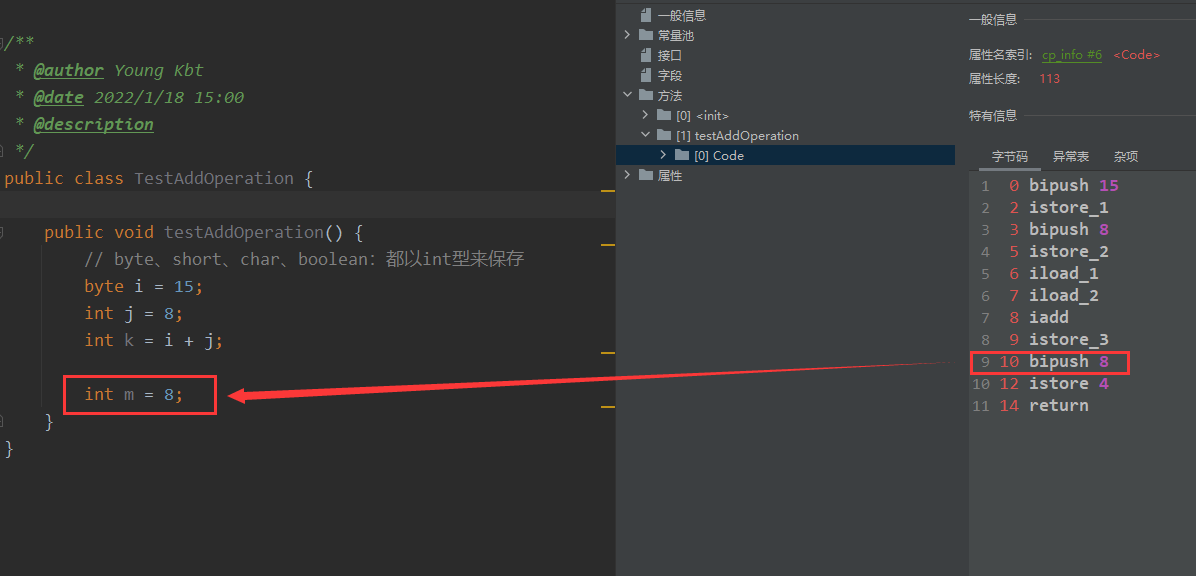 /**
 * @author Young Kbt
 * @date 2022/1/18 15:00
 * @description
 */
public class TestAddOperation {
public void testAddOperation() {
// byte、short、char、boolean：都以int型来保存
byte i = 15;
int j = 8;
int k = i + j;
int m = 8;
}
}
一般信息
常量池
接口
字段
方法
[0] <init>
[1] testAddOperation
[0] Code
属性
一般信息
属性名索引: cp_info #6 <Code>
属性长度: 113
特有信息
字节码 异常表 杂项
1 0 bipush 15
2 2 istore_1
3 3 bipush 8
4 5 istore_2
5 6 iload_1
6 7 iload_2
7 8 iadd
8 9 istore_3
9 10 bipush 8
10 12 istore 4
11 14 return